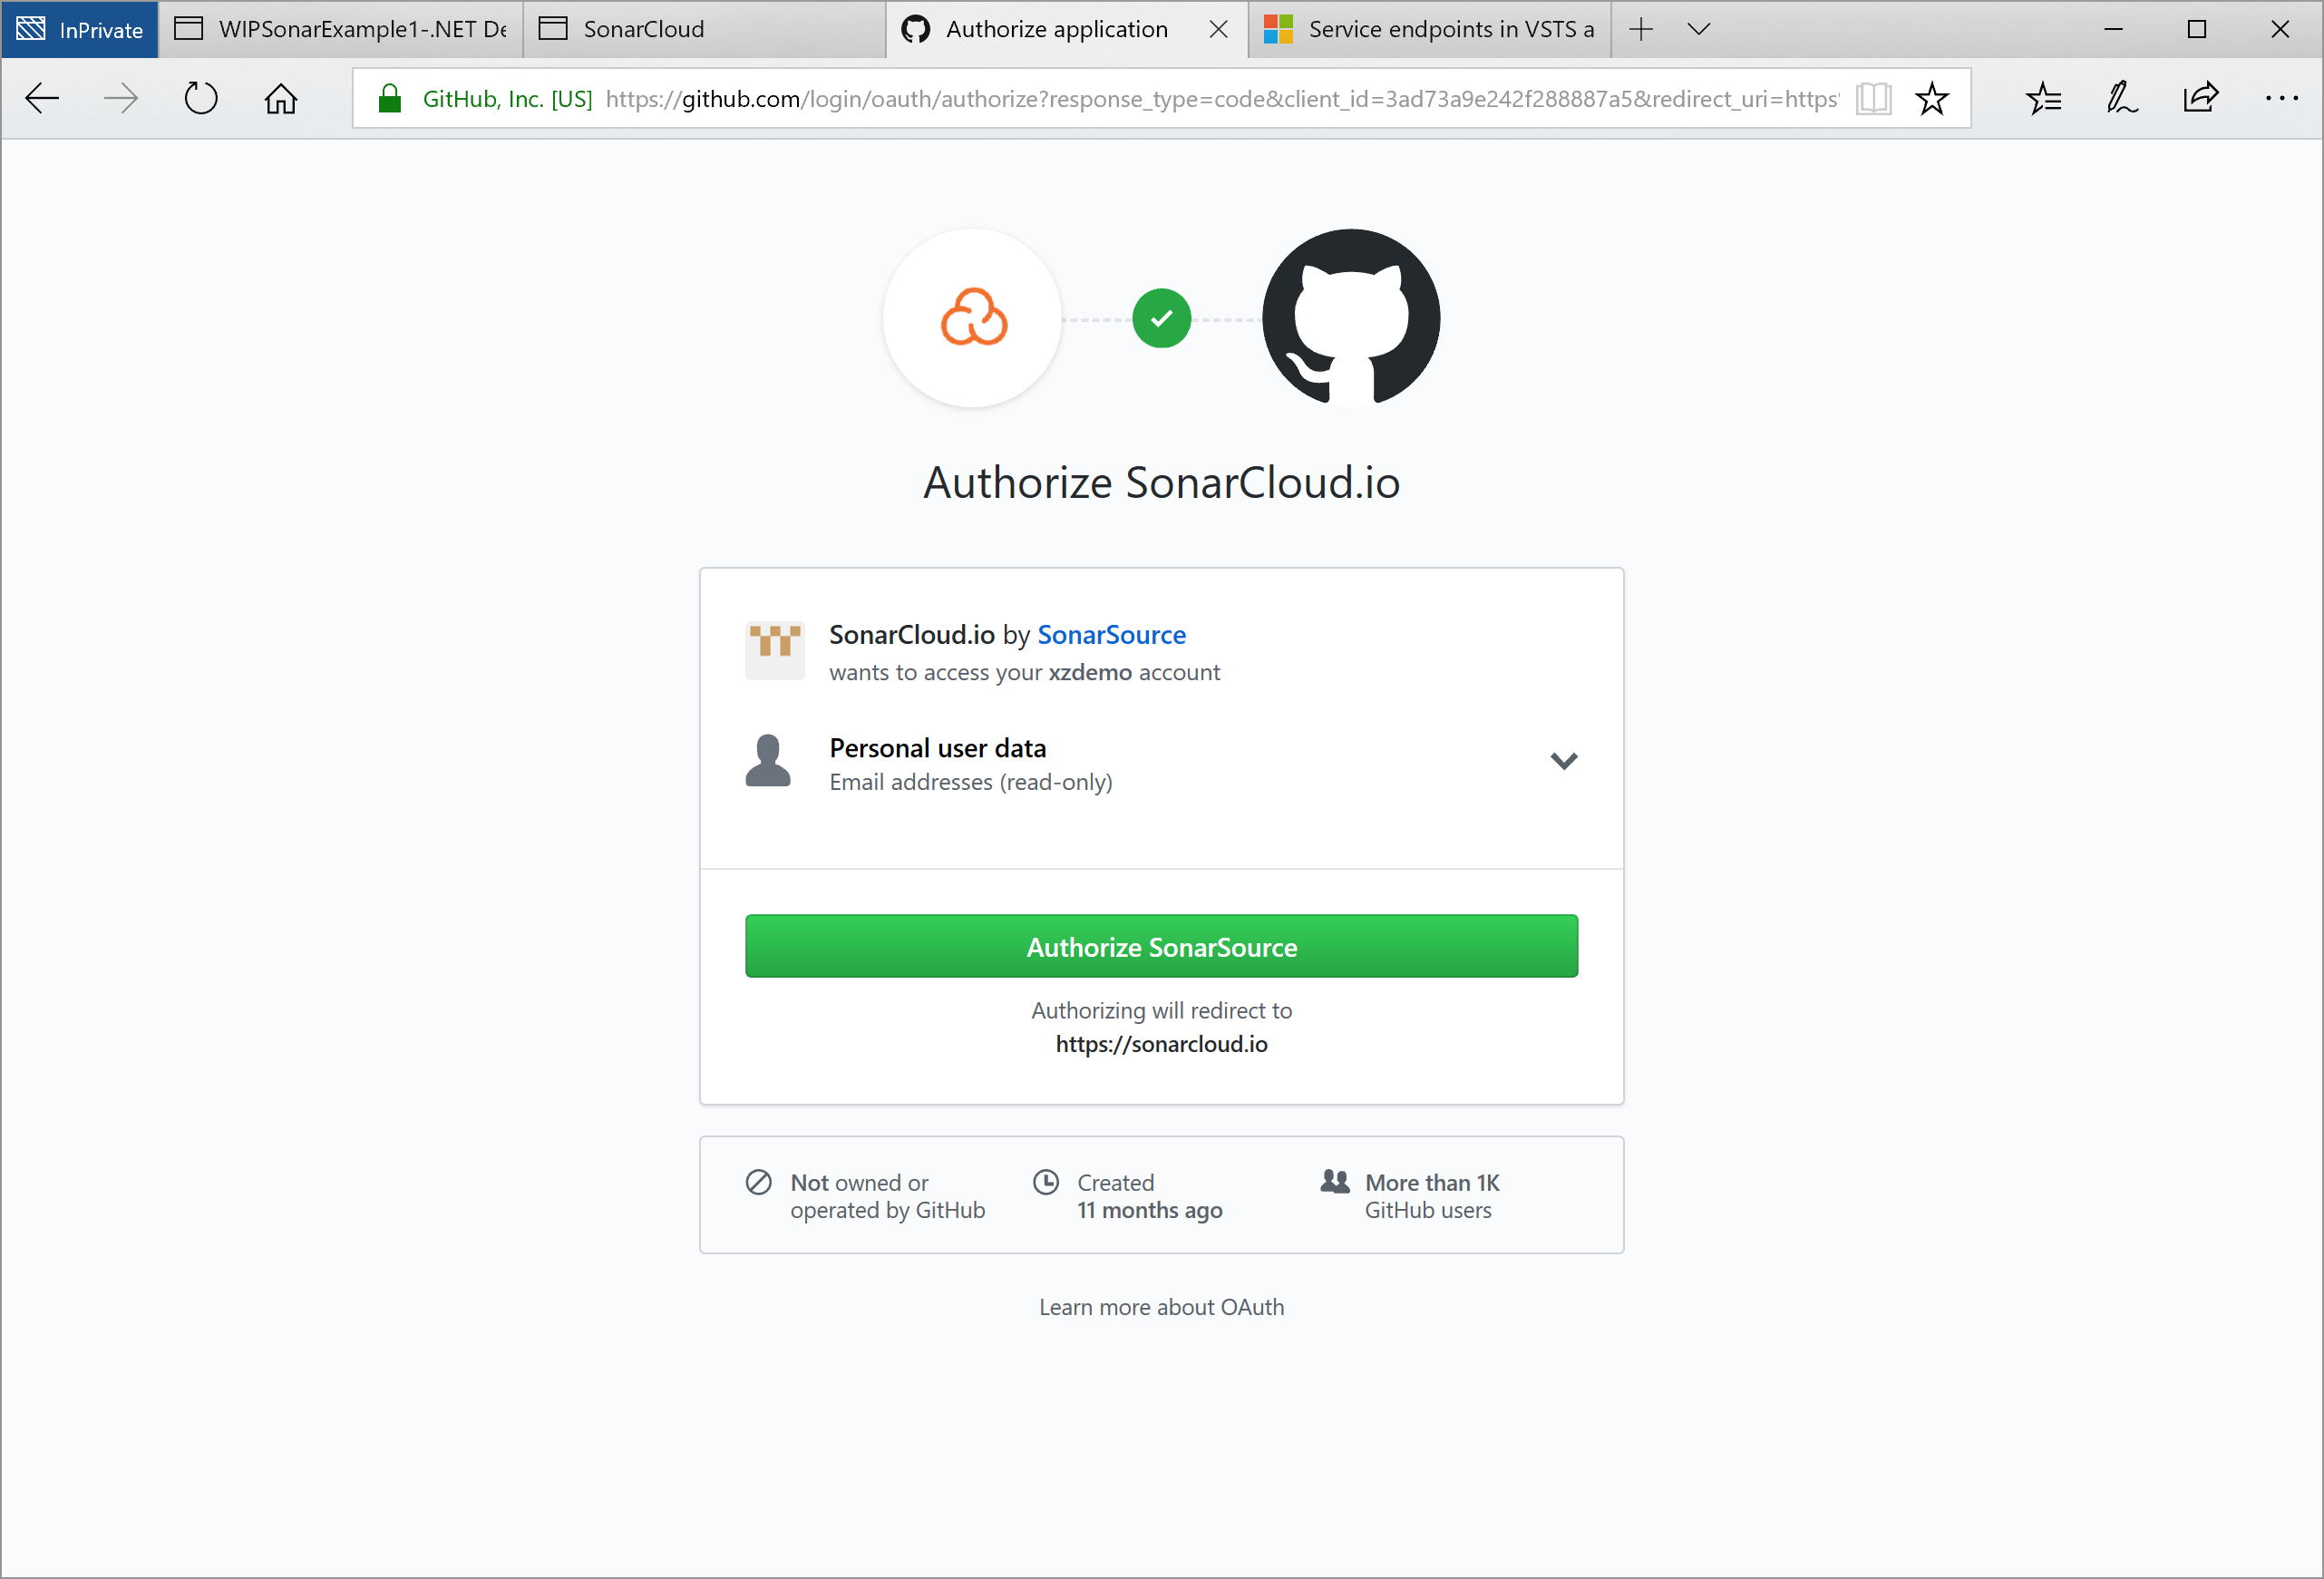 InPrivate
WIPSonarExample1-.NET De
SonarCloud
Authorize application
Service endpoints in VSTS a
GitHub, Inc. [US] https://github.com/login/oauth/authorize?response_type=code&client_id=3ad73a9e242f288887a5&redirect_uri=https
Authorize SonarCloud.io
SonarCloud.io by SonarSource
wants to access your xzdemo account
Personal user data
Email addresses (read-only)
Authorize SonarSource
Authorizing will redirect to
https://sonarcloud.io
Not owned or
operated by GitHub
Created
11 months ago
More than 1K
GitHub users
Learn more about OAuth